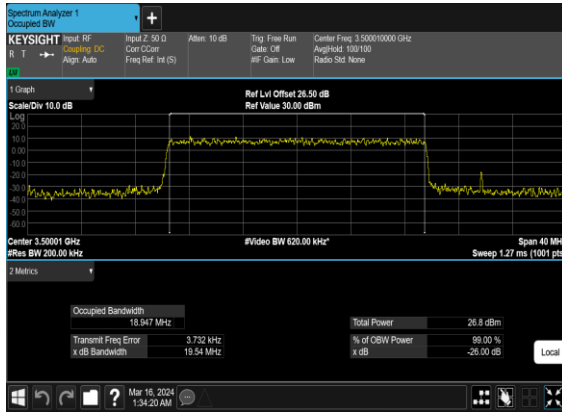 Spectrum Analyzer 1
Occupied BW
KEYSIGHT
R T
LXI
Input: RF
Coupling: DC
Align: Auto
Input Z: 50 Ω
Corr CCorr
Freq Ref: Int (S)
Atten: 10 dB
Trig: Free Run
Gate: Off
#IF Gain: Low
Center Freq: 3.500010000 GHz
Avg|Hold: 100/100
Radio Std: None
1 Graph
Scale/Div 10.0 dB
Ref Lvl Offset 26.50 dB
Ref Value 30.00 dBm
Log
20.0
10.0
0.00
-10.0
-20.0
-30.0
-40.0
-50.0
-60.0
Center 3.50001 GHz
#Res BW 200.00 kHz
#Video BW 620.00 kHz*
Span 40 MH
Sweep 1.27 ms (1001 pts
2 Metrics
Occupied Bandwidth
18.947 MHz
Transmit Freq Error 3.732 kHz
x dB Bandwidth 19.54 MHz
Total Power 26.8 dBm
% of OBW Power 99.00 %
x dB -26.00 dB
Local
?
Mar 16, 2024
1:34:20 AM